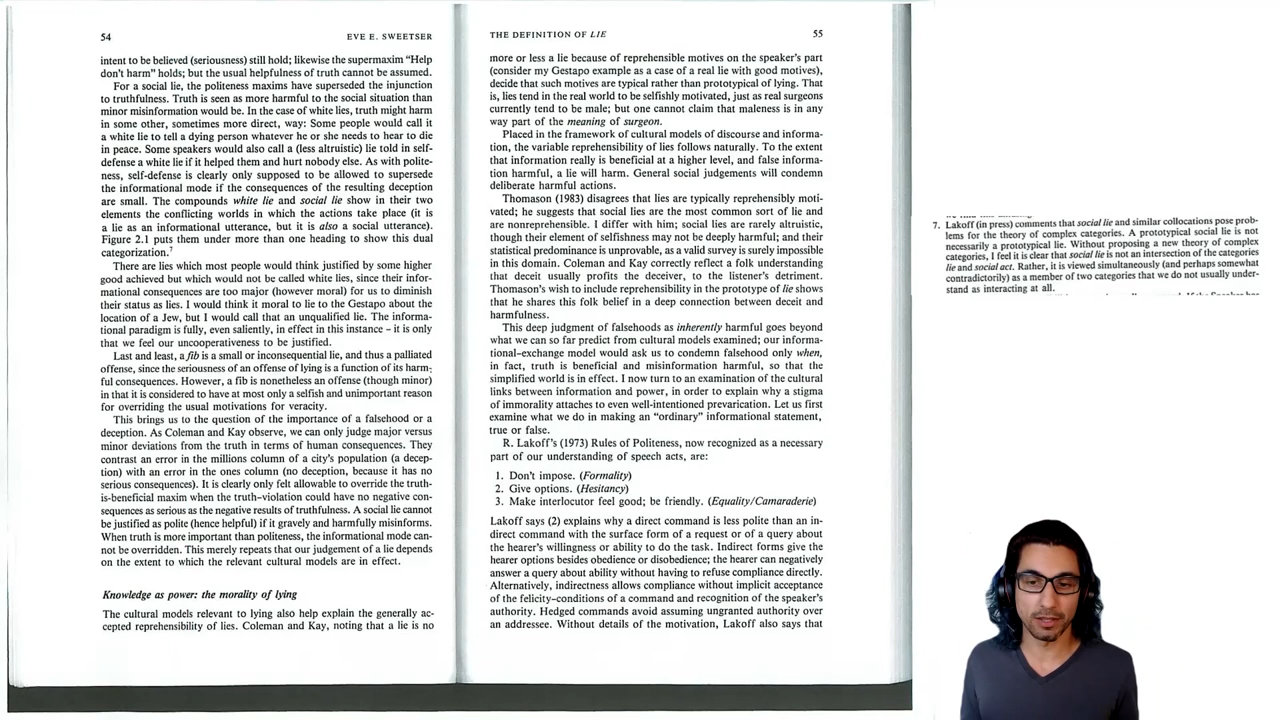 54
EVE E. SWEETSER
intent to be believed (seriousness) still hold; likewise the supermaxim “Help
don't harm” holds; but the usual helpfulness of truth cannot be assumed.
For a social lie, the politeness maxims have superseded the injunction
to truthfulness. Truth is seen as more harmful to the social situation than
minor misinformation would be. In the case of white lies, truth might harm
in some other, sometimes more direct, way: Some people would call it
a white lie to tell a dying person whatever he or she needs to hear to die
in peace. Some speakers would also call a (less altruistic) lie told in self-
defense a white lie if it helped them and hurt nobody else. As with polite-
ness, self-defense is clearly only supposed to be allowed to supersede
the informational mode if the consequences of the resulting deception
are small. The compounds white lie and social lie show in their two
elements the conflicting worlds in which the actions take place (it is
a lie as an informational utterance, but it is also a social utterance).
Figure 2.1 puts them under more than one heading to show this dual
categorization.7
There are lies which most people would think justified by some higher
good achieved but which would not be called white lies, since their infor-
mational consequences are too major (however moral) for us to diminish
their status as lies. I would think it moral to lie to the Gestapo about the
location of a Jew, but I would call that an unqualified lie. The informa-
tional paradigm is fully, even saliently, in effect in this instance – it is only
that we feel our uncooperativeness to be justified.
Last and least, a fib is a small or inconsequential lie, and thus a palliated
offense, since the seriousness of an offense of lying is a function of its harm-
ful consequences. However, a fib is nonetheless an offense (though minor)
in that it is considered to have at most only a selfish and unimportant reason
for overriding the usual motivations for veracity.
This brings us to the question of the importance of a falsehood or a
deception. As Coleman and Kay observe, we can only judge major versus
minor deviations from the truth in terms of human consequences. They
contrast an error in the millions column of a city's population (a decep-
tion) with an error in the ones column (no deception, because it has no
serious consequences). It is clearly only felt allowable to override the truth-
is-beneficial maxim when the truth-violation could have no negative con-
sequences as serious as the negative results of truthfulness. A social lie cannot
be justified as polite (hence helpful) if it gravely and harmfully misinforms.
When truth is more important than politeness, the informational mode can-
not be overridden. This merely repeats that our judgement of a lie depends
on the extent to which the relevant cultural models are in effect.
Knowledge as power: the morality of lying
The cultural models relevant to lying also help explain the generally ac-
cepted reprehensibility of lies. Coleman and Kay, noting that a lie is no
THE DEFINITION OF LIE
55
more or less a lie because of reprehensible motives on the speaker's part
(consider my Gestapo example as a case of a real lie with good motives),
decide that such motives are typical rather than prototypical of lying. That
is, lies tend in the real world to be selfishly motivated, just as real surgeons
currently tend to be male; but one cannot claim that maleness is in any
way part of the meaning of surgeon.
Placed in the framework of cultural models of discourse and informa-
tion, the variable reprehensibility of lies follows naturally. To the extent
that information really is beneficial at a higher level, and false informa-
tion harmful, a lie will harm. General social judgements will condemn
deliberate harmful actions.
Thomason (1983) disagrees that lies are typically reprehensibly moti-
vated; he suggests that social lies are the most common sort of lie and
are nonreprehensible. I differ with him; social lies are rarely altruistic,
though their element of selfishness may not be deeply harmful; and their
statistical predominance is unprovable, as a valid survey is surely impossible
in this domain. Coleman and Kay correctly reflect a folk understanding
that deceit usually profits the deceiver, to the listener's detriment.
Thomason's wish to include reprehensibility in the prototype of lie shows
that he shares this folk belief in a deep connection between deceit and
harmfulness.
This deep judgment of falsehoods as inherently harmful goes beyond
what we can so far predict from cultural models examined; our informa-
tional-exchange model would ask us to condemn falsehood only when,
in fact, truth is beneficial and misinformation harmful, so that the
simplified world is in effect. I now turn to an examination of the cultural
links between information and power, in order to explain why a stigma
of immorality attaches to even well-intentioned prevarication. Let us first
examine what we do in making an “ordinary” informational statement,
true or false.
R. Lakoff's (1973) Rules of Politeness, now recognized as a necessary
part of our understanding of speech acts, are:
1. Don't impose. (Formality)
2. Give options. (Hesitancy)
3. Make interlocutor feel good; be friendly. (Equality/Camaraderie)
Lakoff says (2) explains why a direct command is less polite than an in-
direct command with the surface form of a request or of a query about
the hearer's willingness or ability to do the task. Indirect forms give the
hearer options besides obedience or disobedience; the hearer can negatively
answer a query about ability without having to refuse compliance directly.
Alternatively, indirectness allows compliance without implicit acceptance
of the felicity-conditions of a command and recognition of the speaker's
authority. Hedged commands avoid assuming ungranted authority over
an addressee. Without details of the motivation, Lakoff also says that
7. Lakoff (in press) comments that social lie and similar collocations pose prob-
lems for the theory of complex categories. A prototypical social lie is not
necessarily a prototypical lie. Without proposing a new theory of complex
categories, I feel it is clear that social lie is not an intersection of the categories
lie and social act. Rather, it is viewed simultaneously (and perhaps somewhat
contradictorily) as a member of two categories that we do not usually under-
stand as interacting at all.